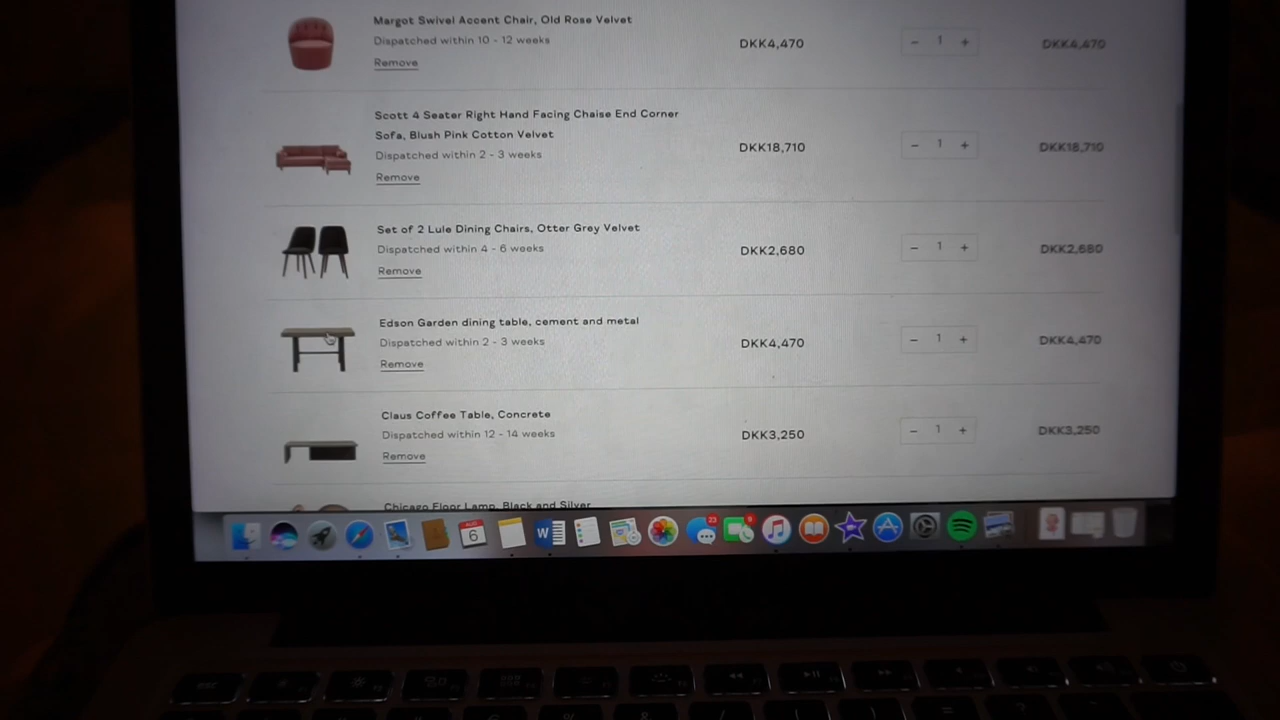 Margot Swivel Accent Chair, Old Rose Velvet
Dispatched within 10 - 12 weeks
Remove
DKK4,470
− 1 +
DKK4,470
Scott 4 Seater Right Hand Facing Chaise End Corner
Sofa, Blush Pink Cotton Velvet
Dispatched within 2 - 3 weeks
Remove
DKK18,710
− 1 +
DKK18,710
Set of 2 Lule Dining Chairs, Otter Grey Velvet
Dispatched within 4 - 6 weeks
Remove
DKK2,680
− 1 +
DKK2,680
Edson Garden dining table, cement and metal
Dispatched within 2 - 3 weeks
Remove
DKK4,470
− 1 +
DKK4,470
Claus Coffee Table, Concrete
Dispatched within 12 - 14 weeks
Remove
DKK3,250
− 1 +
DKK3,250
Chicago Floor Lamp, Black and Silver
AUG
6
W
23
9
esc